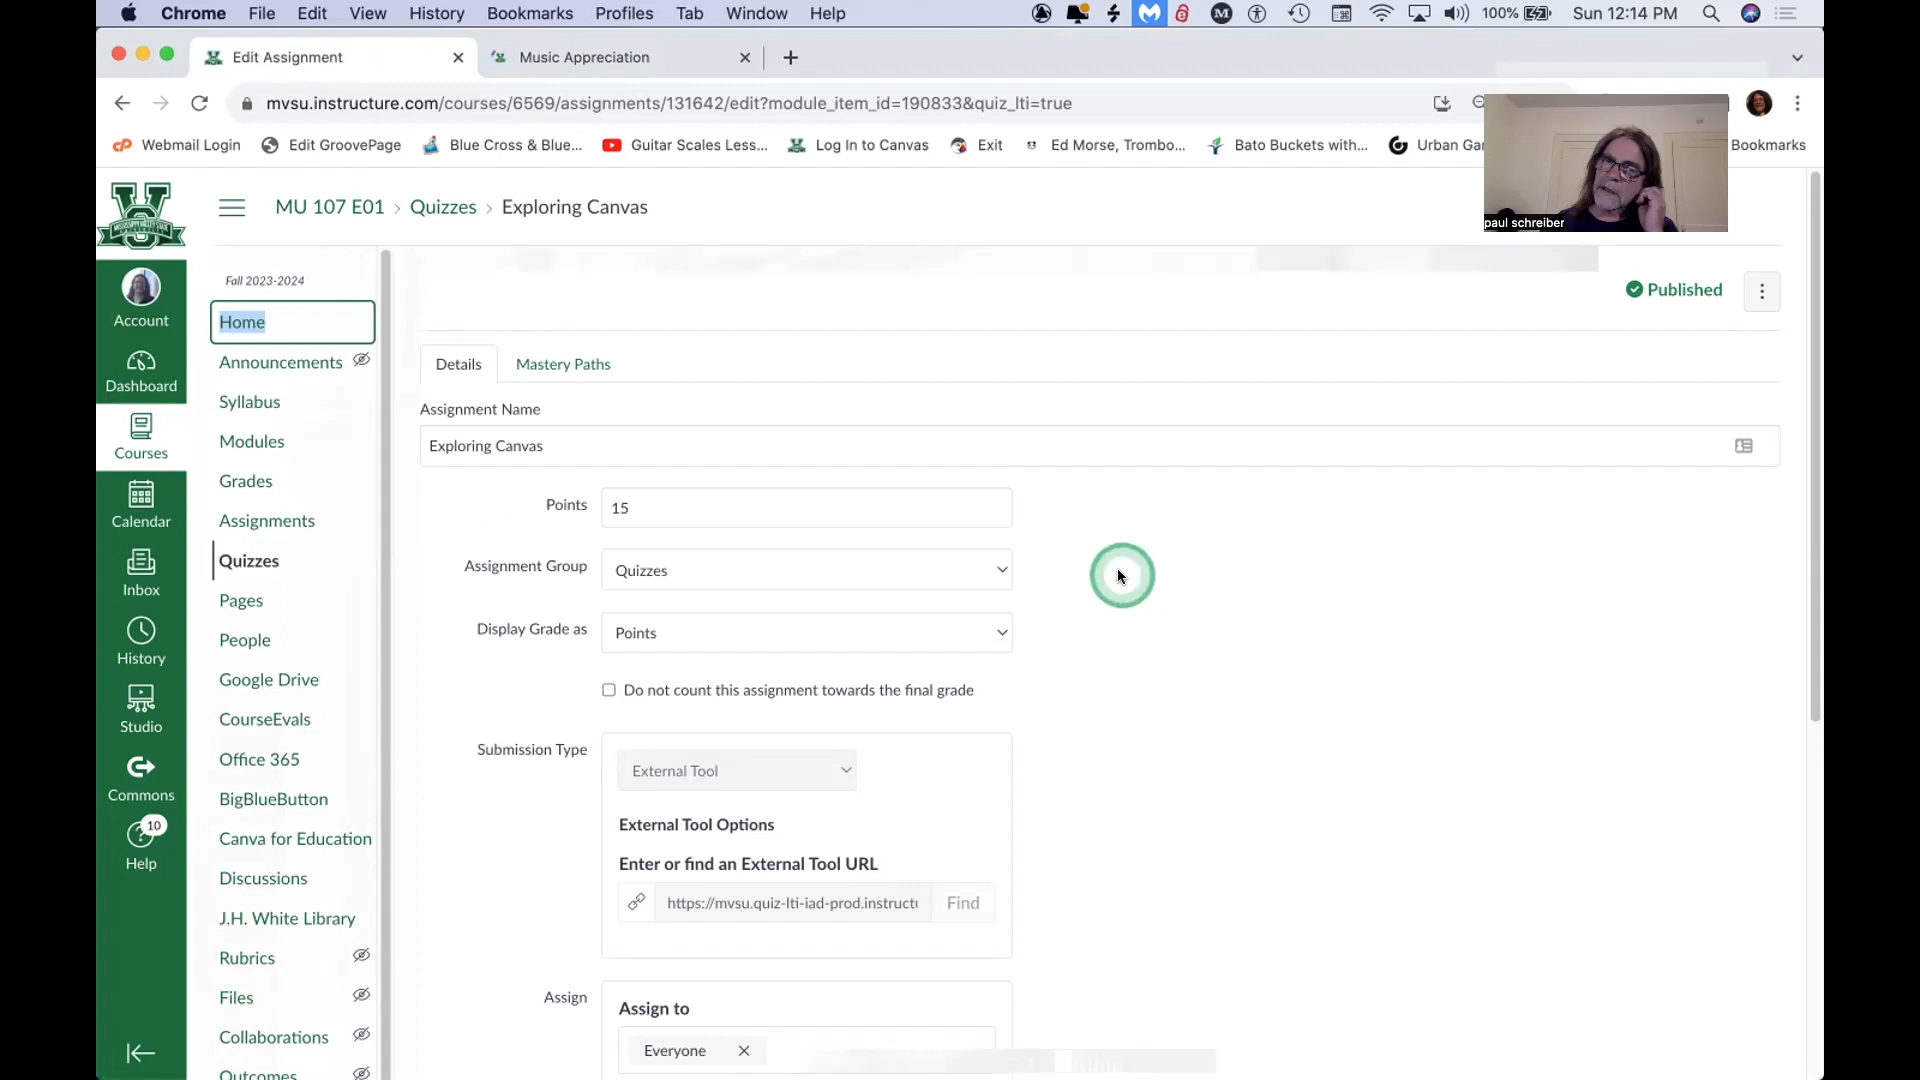 Chrome File Edit View History Bookmarks Profiles Tab Window Help 100% Sun 12:14 PM
Edit Assignment Music Appreciation
mvsu.instructure.com/courses/6569/assignments/131642/edit?module_item_id=190833&quiz_lti=true
Webmail Login Edit GroovePage Blue Cross & Blue... Guitar Scales Less... Log In to Canvas Exit Ed Morse, Trombo... Bato Buckets with... Urban Gar Bookmarks
paul schreiber
MU 107 E01 › Quizzes › Exploring Canvas
Account
Dashboard
Courses
Calendar
Inbox
History
Studio
Commons
10
Help
Fall 2023-2024
Home
Announcements
Syllabus
Modules
Grades
Assignments
Quizzes
Pages
People
Google Drive
CourseEvals
Office 365
BigBlueButton
Canva for Education
Discussions
J.H. White Library
Rubrics
Files
Collaborations
Outcomes
Published
Details Mastery Paths
Assignment Name
Exploring Canvas
Points 15
Assignment Group Quizzes
Display Grade as Points
Do not count this assignment towards the final grade
Submission Type External Tool
External Tool Options
Enter or find an External Tool URL
https://mvsu.quiz-lti-iad-prod.instructu Find
Assign Assign to
Everyone